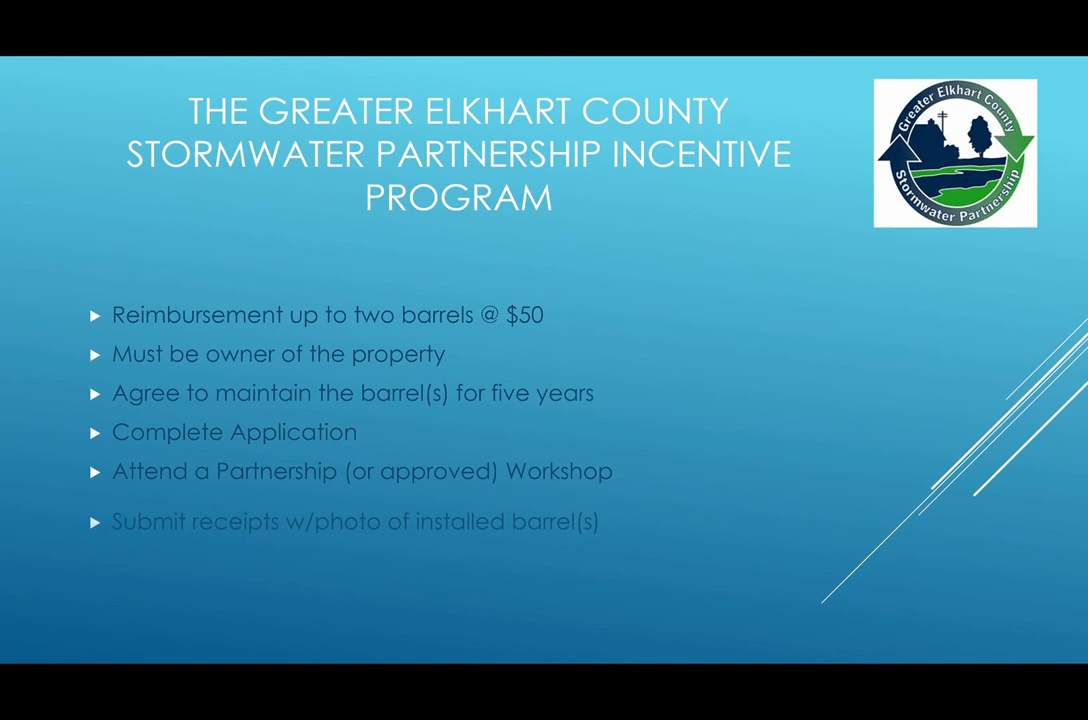 THE GREATER ELKHART COUNTY
STORMWATER PARTNERSHIP INCENTIVE
PROGRAM
Greater Elkhart County
Stormwater Partnership
Reimbursement up to two barrels @ $50
Must be owner of the property
Agree to maintain the barrel(s) for five years
Complete Application
Attend a Partnership (or approved) Workshop
Submit receipts w/photo of installed barrel(s)